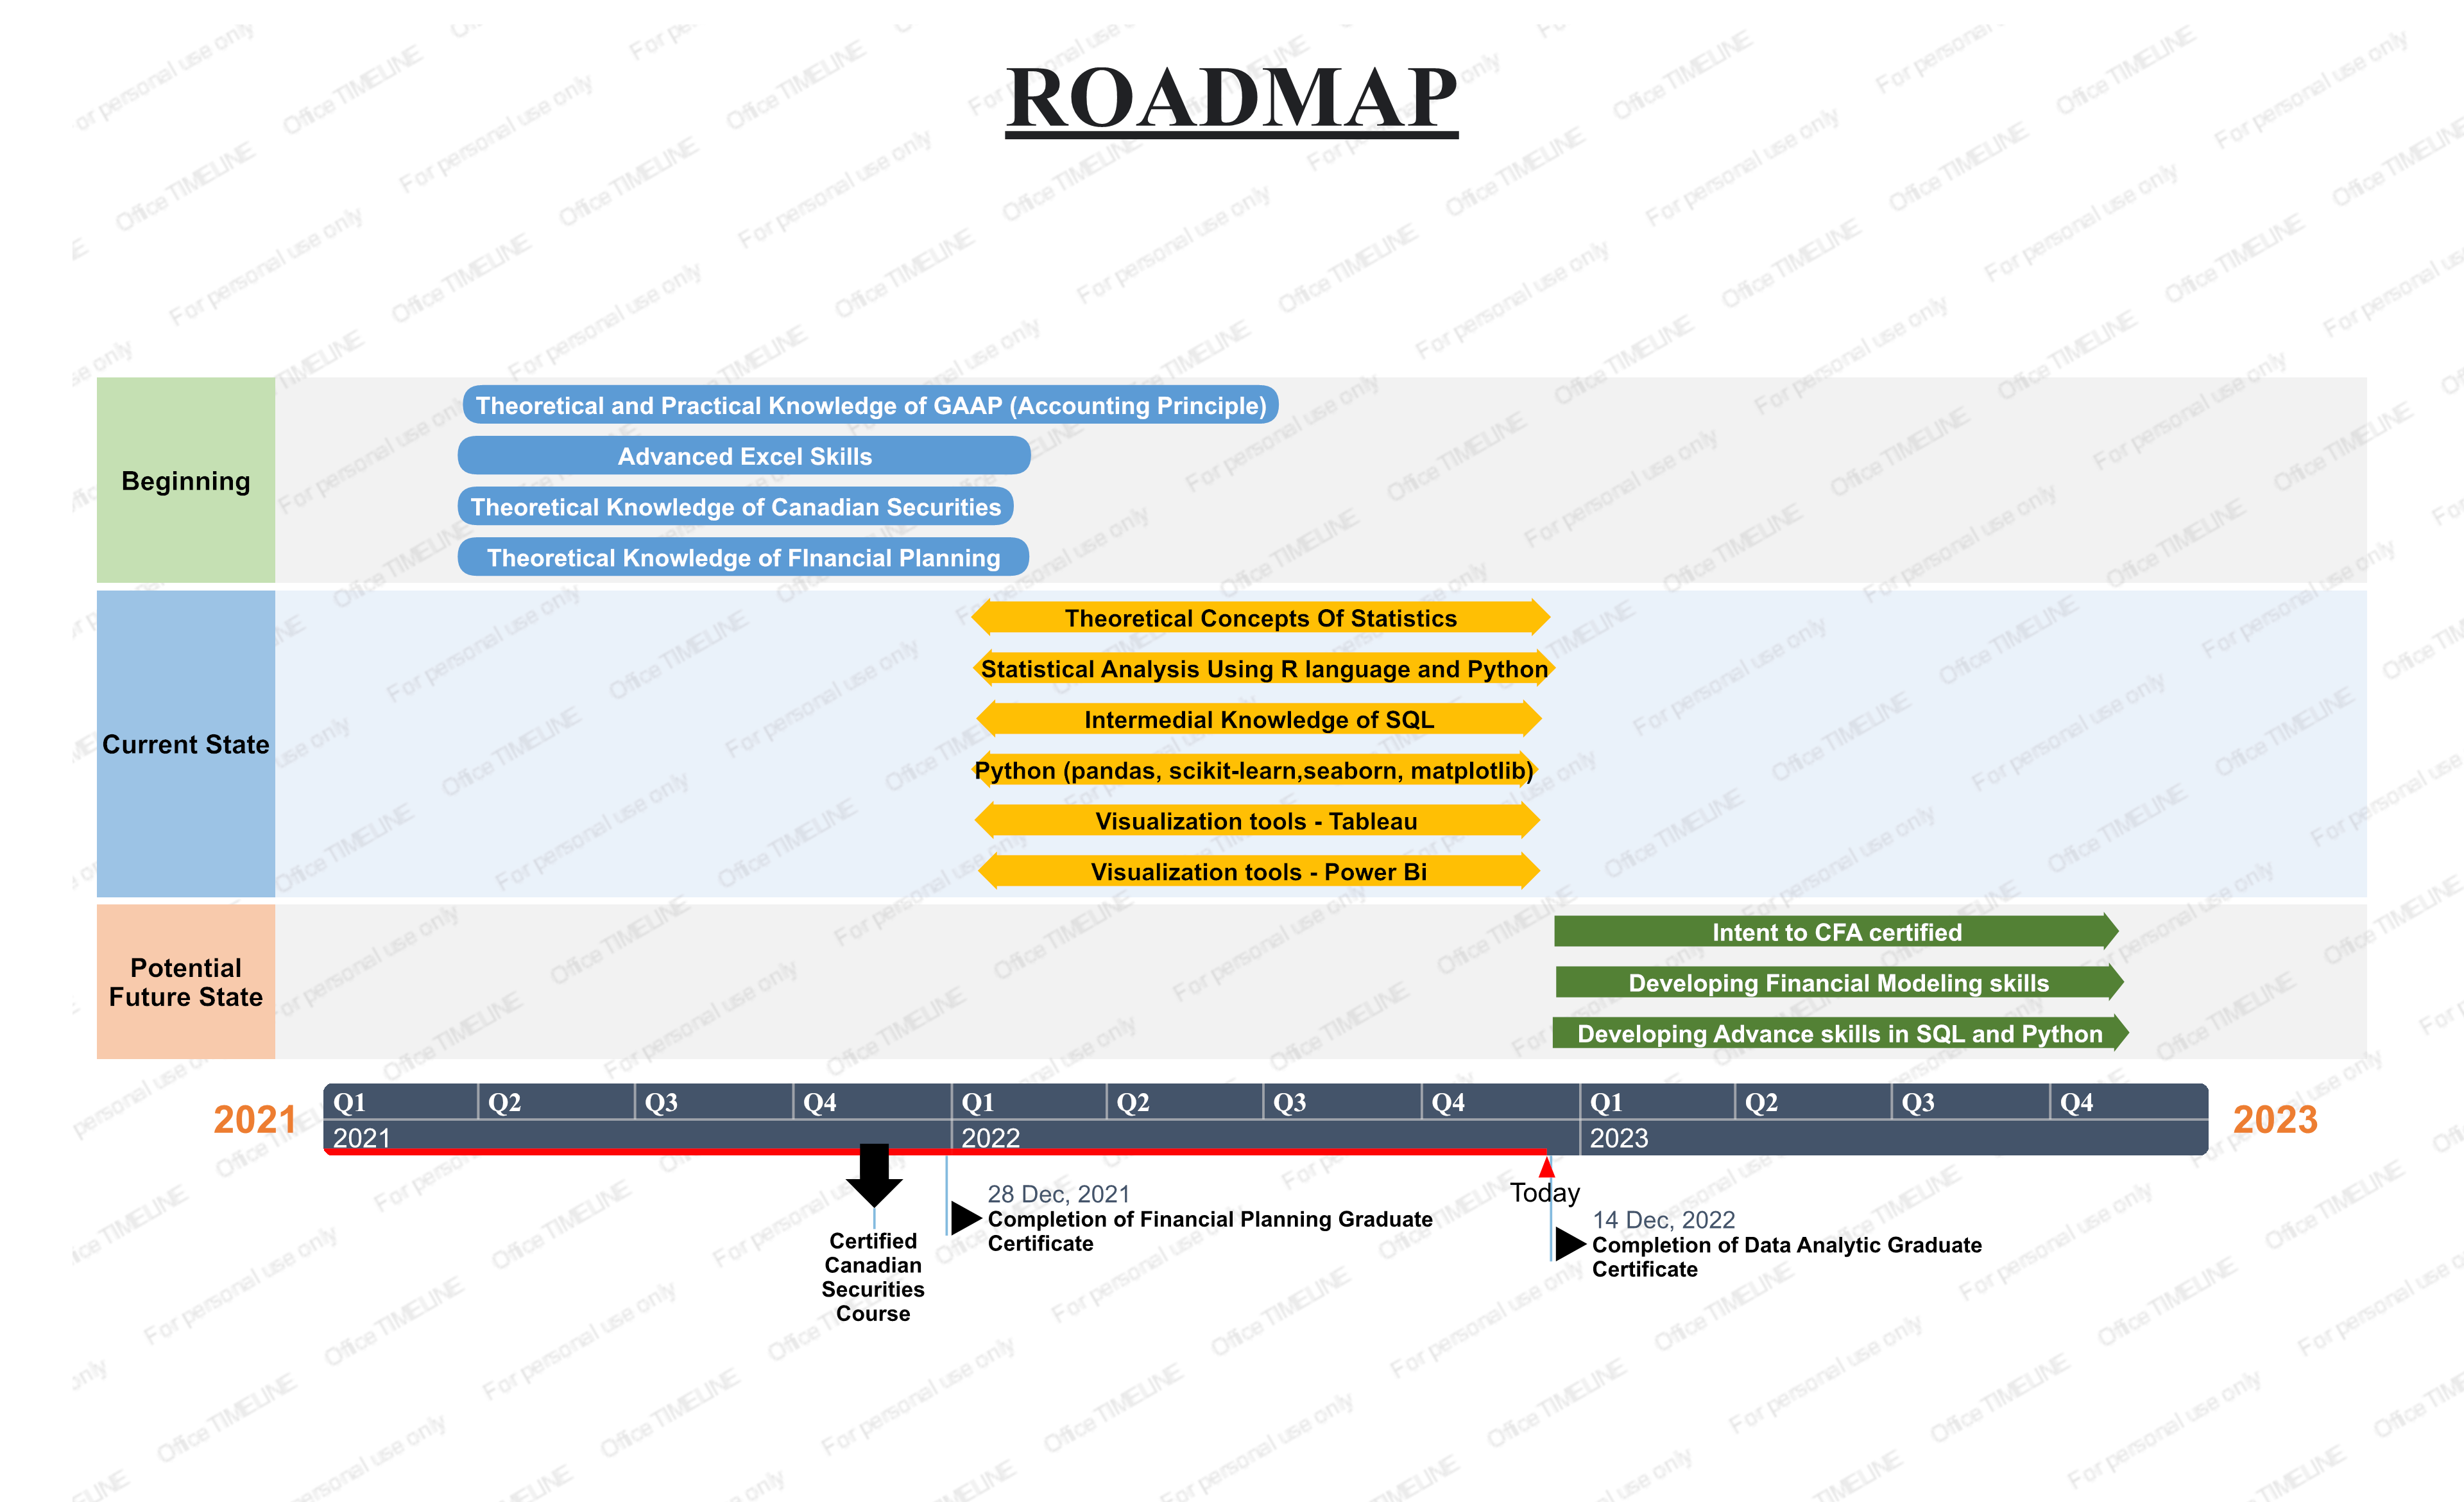 ROADMAP
Beginning
Theoretical and Practical Knowledge of GAAP (Accounting Principle)
Advanced Excel Skills
Theoretical Knowledge of Canadian Securities
Theoretical Knowledge of FInancial Planning
Current State
Theoretical Concepts Of Statistics
Statistical Analysis Using R language and Python
Intermedial Knowledge of SQL
Python (pandas, scikit-learn,seaborn, matplotlib)
Visualization tools - Tableau
Visualization tools - Power Bi
Potential
Future State
Intent to CFA certified
Developing Financial Modeling skills
Developing Advance skills in SQL and Python
2021
Q1 Q2 Q3 Q4 Q1 Q2 Q3 Q4 Q1 Q2 Q3 Q4
2021 2022 2023
2023
Today
Certified
Canadian
Securities
Course
28 Dec, 2021
Completion of Financial Planning Graduate
Certificate
14 Dec, 2022
Completion of Data Analytic Graduate
Certificate
Office TIMELINE For personal use only